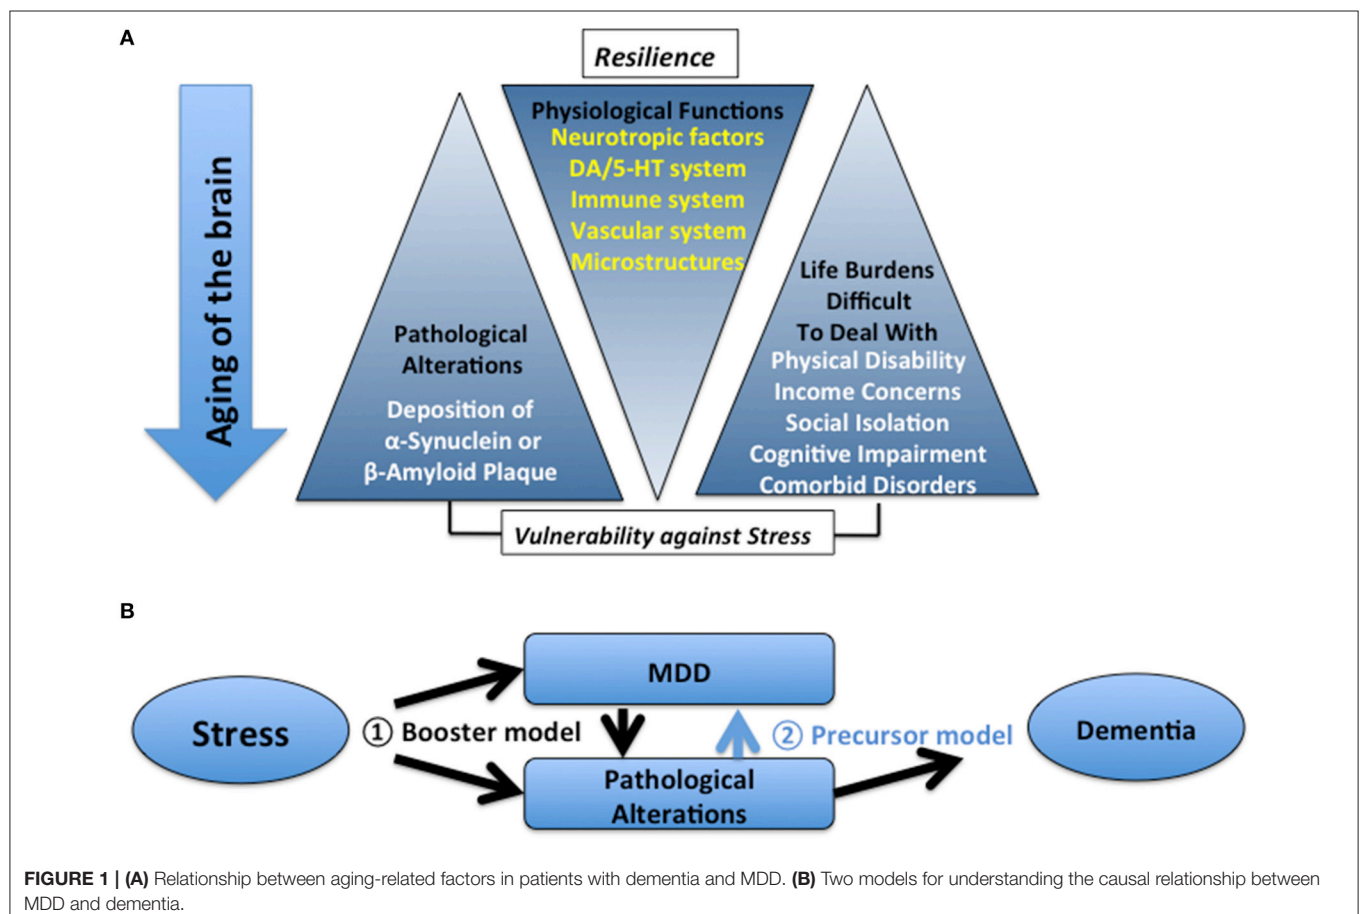 A
Resilience
Aging of the brain
Physiological Functions
Neurotropic factors
DA/5-HT system
Immune system
Vascular system
Microstructures
Pathological
Alterations
Deposition of
α-Synuclein or
β-Amyloid Plaque
Life Burdens
Difficult
To Deal With
Physical Disability
Income Concerns
Social Isolation
Cognitive Impairment
Comorbid Disorders
Vulnerability against Stress
B
Stress
① Booster model
MDD
② Precursor model
Pathological
Alterations
Dementia
FIGURE 1 | (A) Relationship between aging-related factors in patients with dementia and MDD. (B) Two models for understanding the causal relationship between
MDD and dementia.